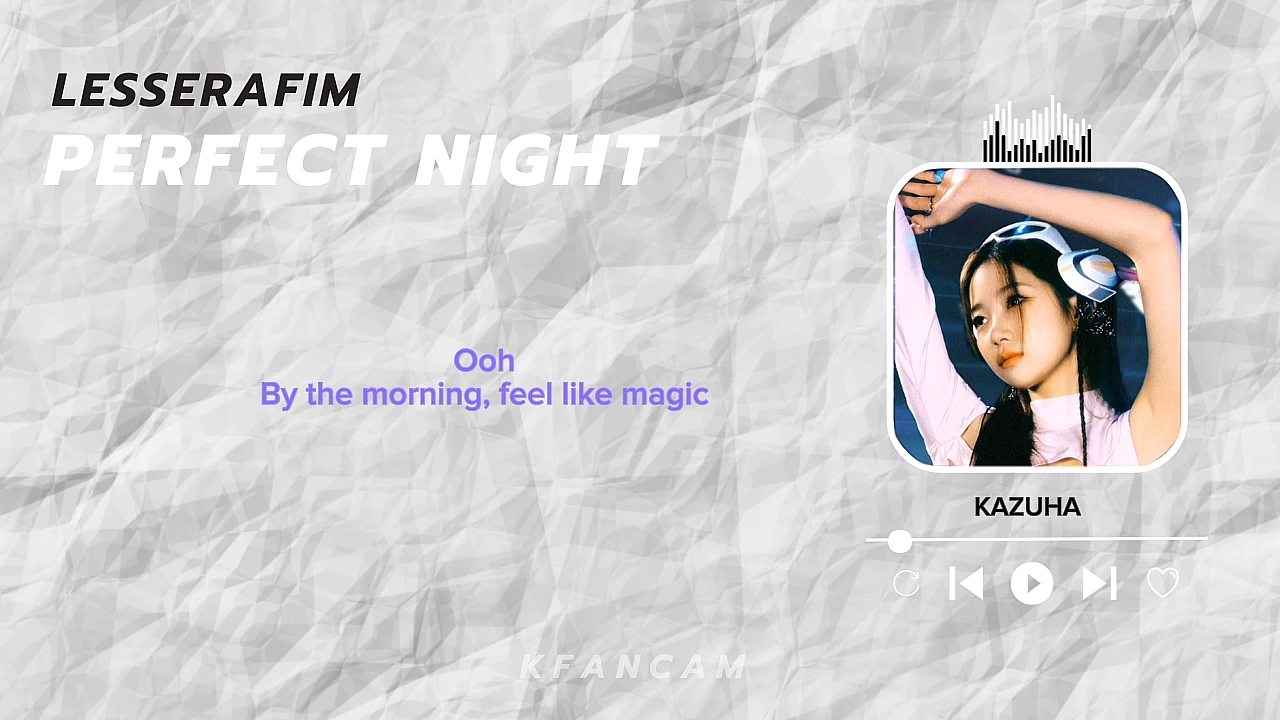 LESSERAFIM
PERFECT NIGHT
Ooh
By the morning, feel like magic
KAZUHA
KFANCAM